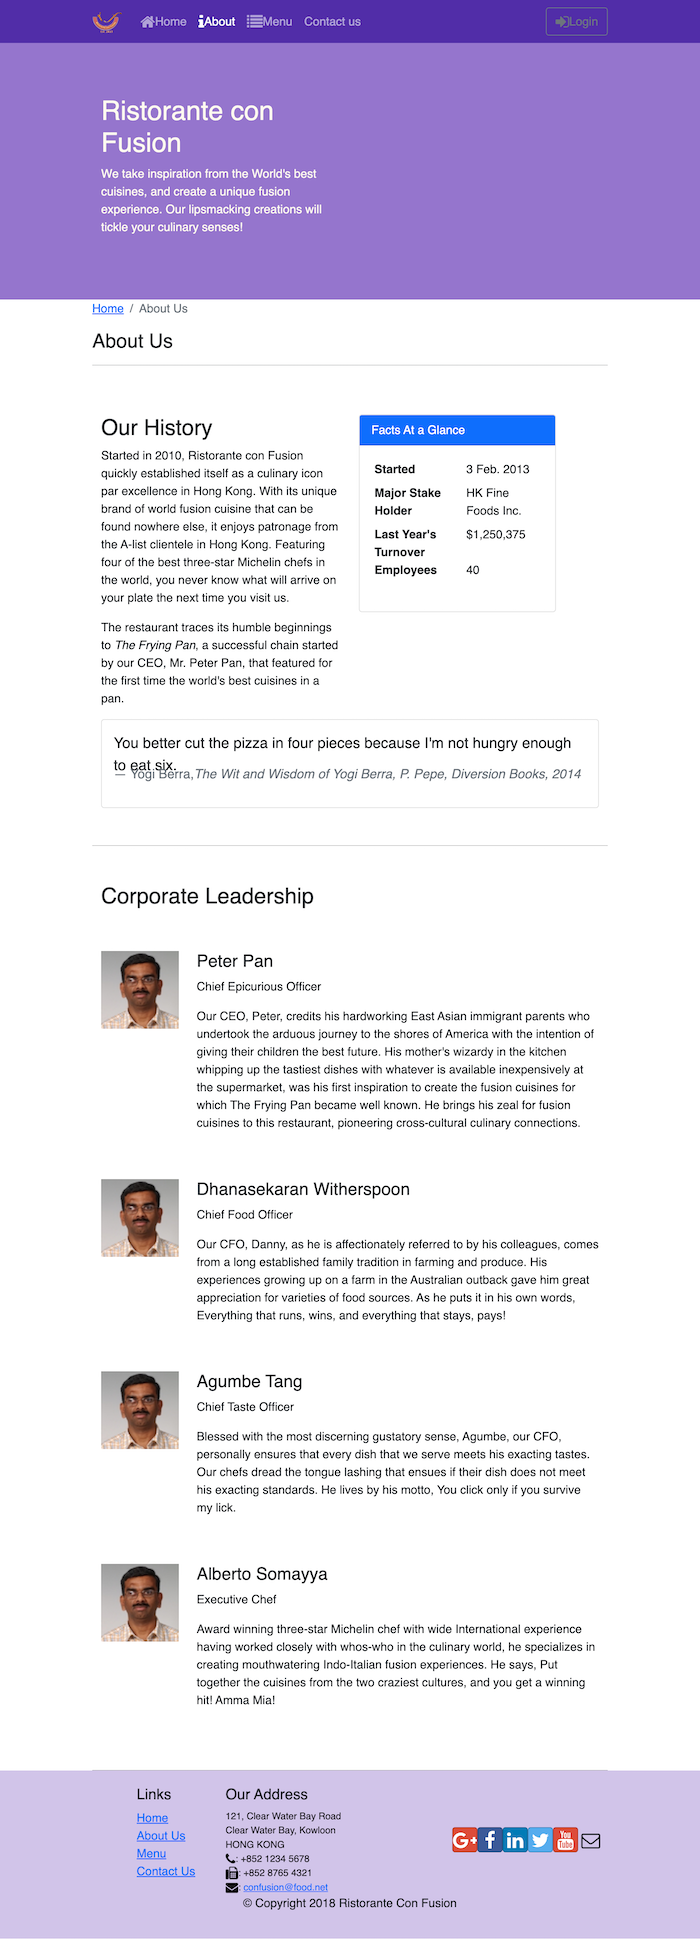 Home About Menu Contact us Login
Ristorante con
Fusion
We take inspiration from the World's best
cuisines, and create a unique fusion
experience. Our lipsmacking creations will
tickle your culinary senses!
Home / About Us
About Us
Our History
Started in 2010, Ristorante con Fusion
quickly established itself as a culinary icon
par excellence in Hong Kong. With its unique
brand of world fusion cuisine that can be
found nowhere else, it enjoys patronage from
the A-list clientele in Hong Kong. Featuring
four of the best three-star Michelin chefs in
the world, you never know what will arrive on
your plate the next time you visit us.
The restaurant traces its humble beginnings
to The Frying Pan, a successful chain started
by our CEO, Mr. Peter Pan, that featured for
the first time the world's best cuisines in a
pan.
Facts At a Glance
Started 3 Feb. 2013
Major Stake HK Fine
Holder Foods Inc.
Last Year's $1,250,375
Turnover
Employees 40
You better cut the pizza in four pieces because I'm not hungry enough
to eat six.
— Yogi Berra,The Wit and Wisdom of Yogi Berra, P. Pepe, Diversion Books, 2014
Corporate Leadership
Peter Pan
Chief Epicurious Officer
Our CEO, Peter, credits his hardworking East Asian immigrant parents who
undertook the arduous journey to the shores of America with the intention of
giving their children the best future. His mother's wizardy in the kitchen
whipping up the tastiest dishes with whatever is available inexpensively at
the supermarket, was his first inspiration to create the fusion cuisines for
which The Frying Pan became well known. He brings his zeal for fusion
cuisines to this restaurant, pioneering cross-cultural culinary connections.
Dhanasekaran Witherspoon
Chief Food Officer
Our CFO, Danny, as he is affectionately referred to by his colleagues, comes
from a long established family tradition in farming and produce. His
experiences growing up on a farm in the Australian outback gave him great
appreciation for varieties of food sources. As he puts it in his own words,
Everything that runs, wins, and everything that stays, pays!
Agumbe Tang
Chief Taste Officer
Blessed with the most discerning gustatory sense, Agumbe, our CFO,
personally ensures that every dish that we serve meets his exacting tastes.
Our chefs dread the tongue lashing that ensues if their dish does not meet
his exacting standards. He lives by his motto, You click only if you survive
my lick.
Alberto Somayya
Executive Chef
Award winning three-star Michelin chef with wide International experience
having worked closely with whos-who in the culinary world, he specializes in
creating mouthwatering Indo-Italian fusion experiences. He says, Put
together the cuisines from the two craziest cultures, and you get a winning
hit! Amma Mia!
Links
Home
About Us
Menu
Contact Us
Our Address
121, Clear Water Bay Road
Clear Water Bay, Kowloon
HONG KONG
: +852 1234 5678
: +852 8765 4321
: confusion@food.net
G+ f in You Tube
© Copyright 2018 Ristorante Con Fusion